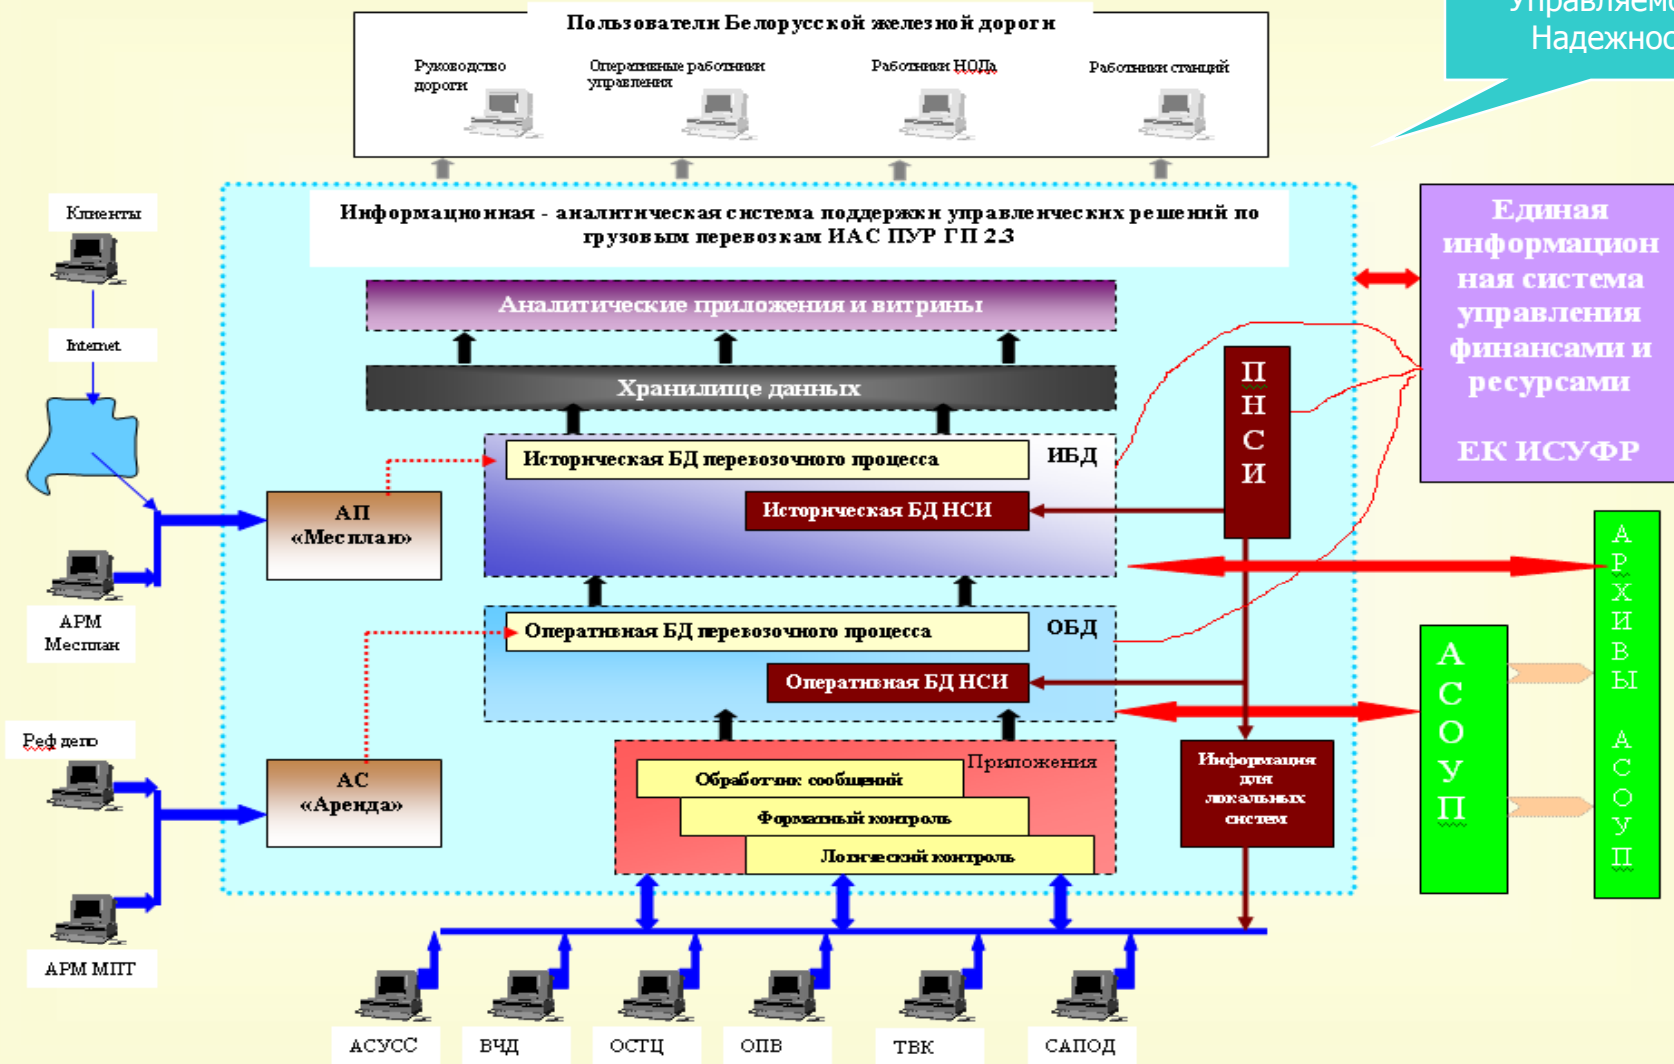 Управляемо
Надежнос
Пользователи Белорусской железной дороги
Руководство
дороги
Оперативные работники
управления
Работники НОДа
Работники станций
Клиенты
Internet
АРМ
Месплан
Реф депо
АРМ МПТ
Информационная - аналитическая система поддержки управленческих решений по
грузовым перевозкам ИАС ПУР ГП 2.3
Аналитические приложения и витрины
Хранилище данных
Историческая БД перевозочного процесса
ИБД
Историческая БД НСИ
АП
«Месплан»
Оперативная БД перевозочного процесса
ОБД
Оперативная БД НСИ
АС
«Аренда»
Приложения
Обработчик сообщений
Форматный контроль
Логический контроль
П
Н
С
И
Информация
для
локальных
систем
Единая
информацион
ная система
управления
финансами и
ресурсами
ЕК ИСУФР
А
С
О
У
П
А
Р
Х
И
В
Ы
А
С
О
У
П
АСУСС
ВЧД
ОСТЦ
ОПВ
ТВК
САПОД